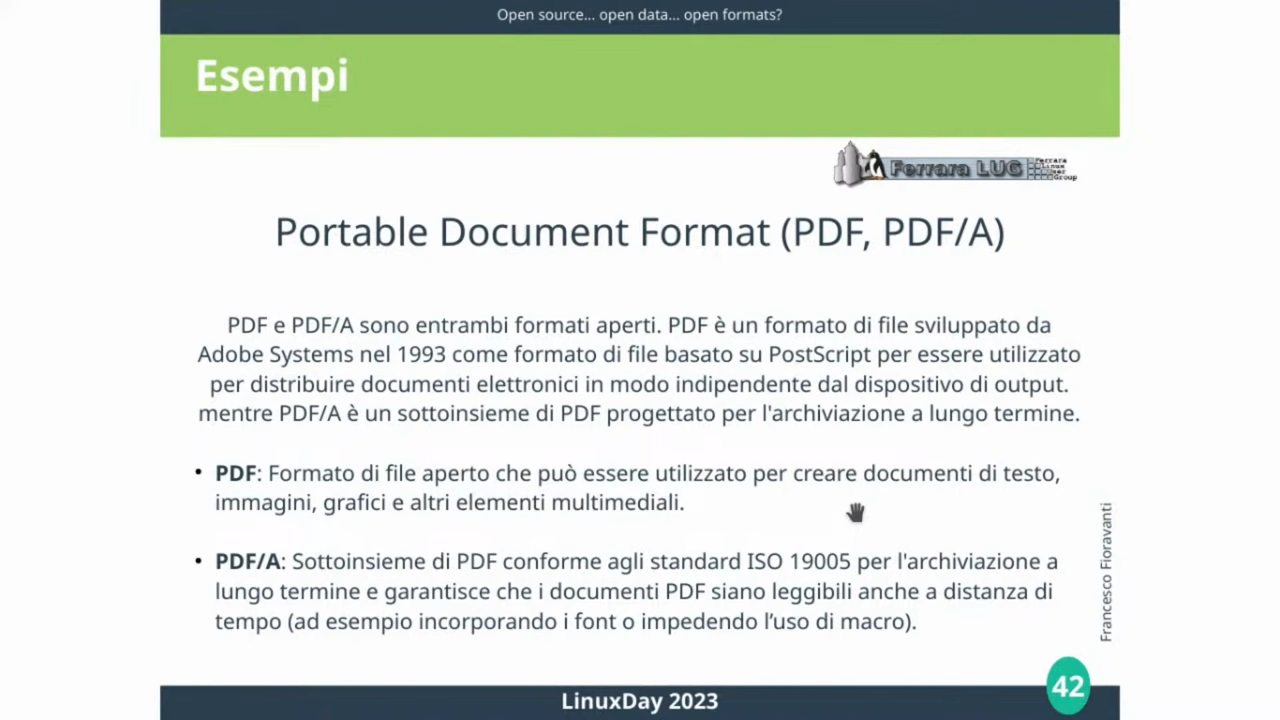 Open source... open data... open formats?
Esempi
Ferrara LUG
Ferrara
Linux
User
Group
Portable Document Format (PDF, PDF/A)
PDF e PDF/A sono entrambi formati aperti. PDF è un formato di file sviluppato da
Adobe Systems nel 1993 come formato di file basato su PostScript per essere utilizzato
per distribuire documenti elettronici in modo indipendente dal dispositivo di output.
mentre PDF/A è un sottoinsieme di PDF progettato per l'archiviazione a lungo termine.
• PDF: Formato di file aperto che può essere utilizzato per creare documenti di testo,
immagini, grafici e altri elementi multimediali.
• PDF/A: Sottoinsieme di PDF conforme agli standard ISO 19005 per l'archiviazione a
lungo termine e garantisce che i documenti PDF siano leggibili anche a distanza di
tempo (ad esempio incorporando i font o impedendo l’uso di macro).
Francesco Fioravanti
LinuxDay 2023
42